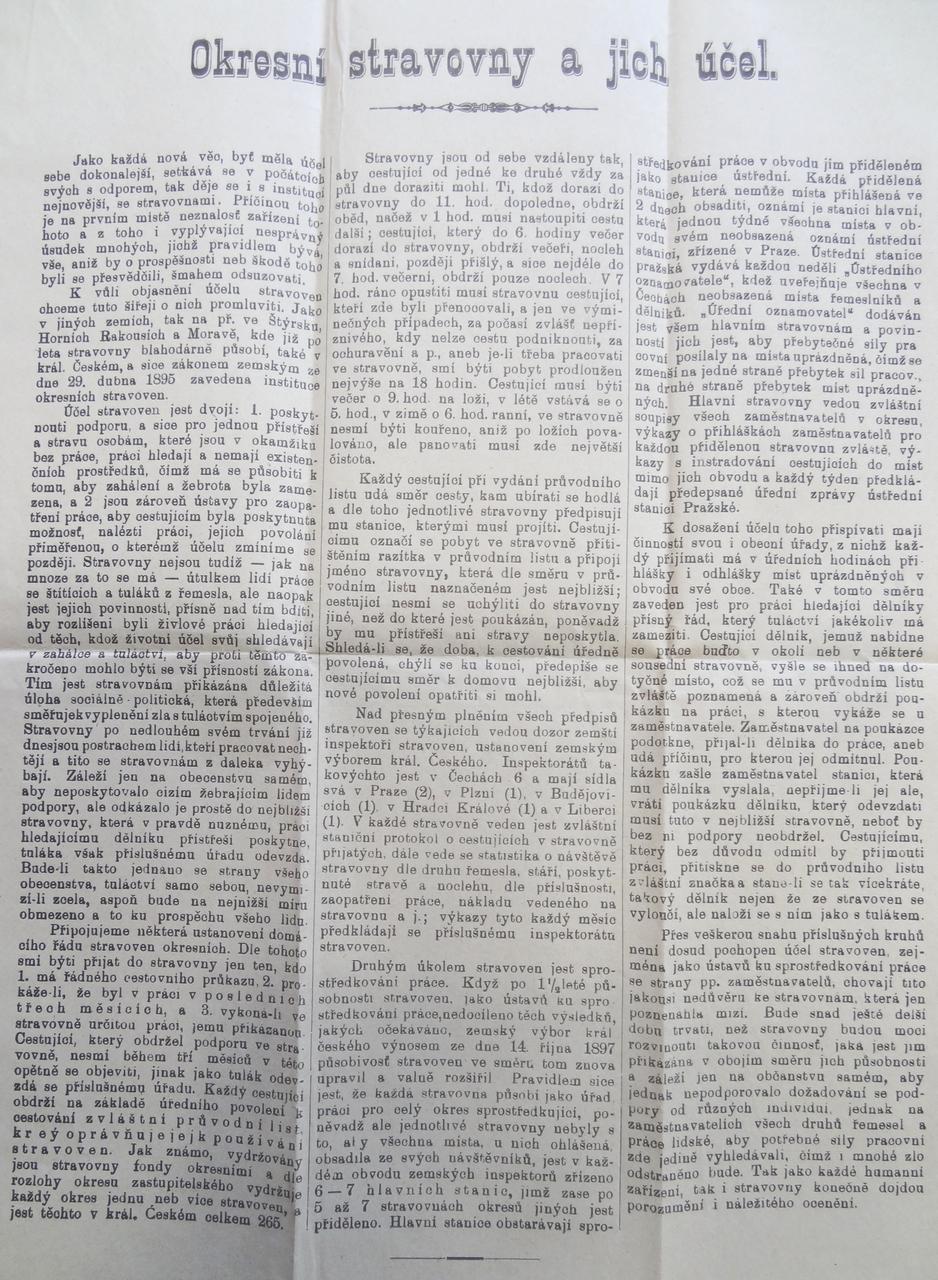 Okresní stravovny a jich účel.
Jako každá nová věc, byť měla účel
sebe dokonalejší, setkává se v počátcích
svých s odporem, tak děje se i s institucí
nejnovější, se stravovnami. Příčinou toho
je na prvním místě neznalosť zařízení to-
hoto a z toho i vyplývající nesprávný
úsudek mnohých, jichž pravidlem bývá,
vše, aniž by o prospěšnosti neb škodě toho
byli se přesvědčili, šmahem odsuzovati.
K vůli objasnění účelu stravoven
chceme tuto šířeji o nich promluviti. Jako
v jiných zemích, tak na př. ve Štýrsku,
Horních Rakousích a Moravě, kde již po
léta stravovny blahodárně působí, také v
král. Českém, a sice zákonem zemským ze
dne 29. dubna 1895 zavedena instituce
okresních stravoven.
Účel stravoven jest dvojí: 1. poskyt-
nouti podporu, a sice pro jednou přístřeší
a stravu osobám, které jsou v okamžiku
bez práce, práci hledají a nemají existen-
čních prostředků, čímž má se působiti k
tomu, aby zahálení a žebrota byla zame-
zena, a 2 jsou zároveň ústavy pro zaopa-
tření práce, aby cestujícím byla poskytnuta
možnosť, nalézti práci, jejich povolání
přiměřenou, o kterémž účelu zmíníme se
později. Stravovny nejsou tudíž — jak na
mnoze za to se má — útulkem lidí práce
se štítících a tuláků z řemesla, ale naopak
jest jejich povinností, přísně nad tím bdíti,
aby rozlišeni byli živlové práci hledající
od těch, kdož životní účel svůj shledávají
v zahálce a tuláctví, aby proti těmto za-
kročeno mohlo býti se vší přísností zákona.
Tím jest stravovnám přikázána důležitá
úloha sociálně-politická, která především
směřuje k vyplenění zla s tuláctvím spojeného.
Stravovny po nedlouhém svém trvání již
dnes jsou postrachem lidí, kteří pracovat nech-
tějí a tito se stravovnám z daleka vyhý-
bají. Záleží jen na obecenstvu samém,
aby neposkytovalo cizím žebrajícím lidem
podpory, ale odkázalo je prostě do nejbližší
stravovny, která v pravdě nuznému, práci
hledajícímu dělníku přístřeší poskytne,
tuláka však příslušnému úřadu odevzdá.
Bude-li takto jednáno se strany všeho
obecenstva, tuláctví samo sebou, nevymi-
zí-li zcela, aspoň bude na nejnižší míru
obmezeno a to ku prospěchu všeho lidu.
Připojujeme některá ustanovení domá-
cího řádu stravoven okresních. Dle tohoto
smí býti přijat do stravovny jen ten, kdo
1. má řádného cestovního průkazu, 2. pro-
káže-li, že byl v práci v posledních
třech měsících, a 3. vykoná-li ve
stravovně určitou práci, jemu přikázanou.
Cestující, který obdržel podporu ve stra-
vovně, nesmí během tří měsíců v této
opětně se objeviti, jinak jako tulák odev-
zdá se příslušnému úřadu. Každý cestující
obdrží na základě úředního povolení k
cestování zvláštní průvodní list,
kreý oprávňuje jej k používání
stravoven. Jak známo, vydržovány
jsou stravovny fondy okresními a dle
rozlohy okresu zastupitelského vydržuje
každý okres jednu neb více stravoven, a
jest těchto v král. Českém celkem 265.
Stravovny jsou od sebe vzdáleny tak,
aby cestující od jedné ke druhé vždy za
půl dne doraziti mohl. Ti, kdož dorazí do
stravovny do 11. hod. dopoledne, obdrží
oběd, načež v 1 hod. musí nastoupiti cestu
další; cestující, který do 6. hodiny večer
dorazí do stravovny, obdrží večeři, nocleh
a snídani, později přišlý, a sice nejdéle do
7. hod. večerní, obdrží pouze nocleh. V 7
hod. ráno opustiti musí stravovnu cestující,
kteří zde byli přenocovali, a jen ve vými-
nečných případech, za počasí zvlášť nepří-
znivého, kdy nelze cestu podniknouti, za
ochuravění a p., aneb je-li třeba pracovati
ve stravovně, smí býti pobyt prodloužen
nejvýše na 18 hodin. Cestující musí býti
večer o 9. hod. na loži, v létě vstává se o
5. hod., v zimě o 6. hod. ranní, ve stravovně
nesmí býti kouřeno, aniž po ložích pova-
lováno, ale panovati musí zde největší
čistota.
Každý cestující při vydání průvodního
listu udá směr cesty, kam ubírati se hodlá
a dle toho jednotlivé stravovny předpisují
mu stanice, kterými musí projíti. Cestují-
címu označí se pobyt ve stravovně přiti-
štěním razítka v průvodním listu a připojí
jméno stravovny, která dle směru v prů-
vodním listu naznačeném jest nejbližší;
cestující nesmí se uchýliti do stravovny
jiné, než do které jest poukázán, poněvadž
by mu přístřeší ani stravy neposkytla.
Shledá-li se, že doba, k cestování úředně
povolená, chýlí se ku konci, předepíše se
cestujícímu směr k domovu nejbližší, aby
nové povolení opatřiti si mohl.
Nad přesným plněním všech předpisů
stravoven se týkajících vedou dozor zemští
inspektoři stravoven, ustanovení zemským
výborem král. Českého. Inspektorátů ta-
kovýchto jest v Čechách 6 a mají sídla
svá v Praze (2), v Plzni (1), v Budějovi-
cích (1). v Hradci Králové (1) a v Liberci
(1). V každé stravovně veden jest zvláštní
staniční protokol o cestujících v stravovně
přijatých, dále vede se statistika o návštěvě
stravovny dle druhu řemesla, stáří, poskyt-
nuté stravě a noclehu, dle příslušnosti,
zaopatření práce, nákladu vedeného na
stravovnu a j.; výkazy tyto každý měsíc
předkládají se příslušnému inspektorátu
stravoven.
Druhým úkolem stravoven jest spro-
středkování práce. Když po 1½leté pů-
sobnosti stravoven, jako ústavů ku spro-
středkování práce, nedocíleno těch výsledků,
jakých očekáváno, zemský výbor král
českého výnosem ze dne 14. října 1897
působivosť stravoven ve směru tom znova
upravil a valně rozšířil Pravidlem sice
jest, že každá stravovna působí jako úřad
práci pro celý okres sprostředkující, po-
něvadž ale jednotlivé stravovny nebyly s
to, aby všechna místa, u nich ohlášená,
obsadila ze svých návštěvníků, jest v kaž-
dém obvodu zemských inspektorů zřízeno
6—7 hlavních stanic, jimž zase po
5 až 7 stravovnách okresů jiných jest
přiděleno. Hlavní stanice obstarávají spro-
středkování práce v obvodu jim přiděleném
jako stanice ústřední. Každá přidělená
stanice, která nemůže místa přihlášená ve
2 dnech obsaditi, oznámí je stanici hlavní,
která jednou týdně všechna místa v ob-
vodu svém neobsazená oznámí ústřední
stanici, zřízené v Praze. Ústřední stanice
pražská vydává každou neděli „Ústředního
oznamovatele“, kdež uveřejňuje všechna v
Čechách neobsazená místa řemeslníků a
dělníků. „Úřední oznamovatel“ dodáván
jest všem hlavním stravovnám a povin-
ností jich jest, aby přebytečné síly pra
covní posílaly na místa uprázdněná, čímž se
zmenší na jedné straně přebytek sil pracov.,
na druhé straně přebytek míst uprázdně-
ných. Hlavní stravovny vedou zvláštní
soupisy všech zaměstnavatelů v okresu,
výkazy o přihláškách zaměstnavatelů pro
každou přidělenou stravovnu zvláště, vý-
kazy s instradování cestujících do míst
mimo jich obvodu a každý týden předklá-
dají předepsané úřední zprávy ústřední
stanici Pražské.
K dosažení účelu toho přispívati mají
činností svou i obecní úřady, z nichž kaž-
dý přijímati má v úředních hodinách při-
hlášky i odhlášky míst uprázdněných v
obvodu své obce. Také v tomto směru
zaveden jest pro práci hledající dělníky
přísný řád, který tuláctví jakékoliv má
zameziti. Cestující dělník, jemuž nabídne
se práce buďto v okolí neb v některé
sousední stravovně, vyšle se ihned na do-
tyčné místo, což se mu v průvodním listu
zvláště poznamená a zároveň obdrží pou-
kázku na práci, s kterou vykáže se u
zaměstnavatele. Zaměstnavatel na poukázce
podotkne, přijal-li dělníka do práce, aneb
udá příčinu, pro kterou jej odmítnul. Pou-
kázku zašle zaměstnavatel stanici, která
mu dělníka vyslala, nepřijme-li jej ale,
vrátí poukázku dělníku, který odevzdati
musí tuto v nejbližší stravovně, neboť by
bez ní podpory neobdržel. Cestujícímu,
který bez důvodu odmítl by přijmouti
práci, přitiskne se do průvodního listu
zvláštní značka a stane-li se tak vícekráte,
takový dělník nejen že ze stravoven se
vyloučí, ale naloží se s ním jako s tulákem.
Přes veškerou snahu příslušných kruhů
není dosud pochopen účel stravoven, zej-
ména jako ústavů ku sprostředkování práce
se strany pp. zaměstnavatelů, chovají tito
jakousi nedůvěru ke stravovnám, která jen
poznenáhla mizí. Bude snad ještě delší
dobu trvati, než stravovny budou moci
rozvinouti takovou činnosť, jaká jest jim
přikázána v obojím směru jich působnosti
a záleží jen na občanstvu samém, aby
jednak nepodporovalo dožadování se pod-
pory od různých individuí, jednak na
zaměstnavatelích všech druhů řemesel a
práce lidské, aby potřebné síly pracovní
zde jedině vyhledávali, čímž i mnohé zlo
odstraněno bude. Tak jako každé humanní
zařízení, tak i stravovny konečně dojdou
porozumění i náležitého ocenění.